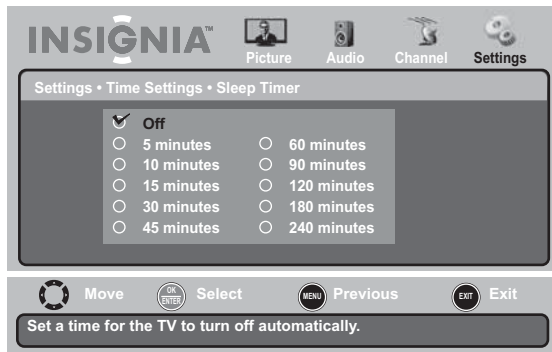 INSIGNIA™
Picture Audio Channel Settings
Settings • Time Settings • Sleep Timer
Off
5 minutes
10 minutes
15 minutes
30 minutes
45 minutes
60 minutes
90 minutes
120 minutes
180 minutes
240 minutes
Move OK ENTER Select MENU Previous EXIT Exit
Set a time for the TV to turn off automatically.